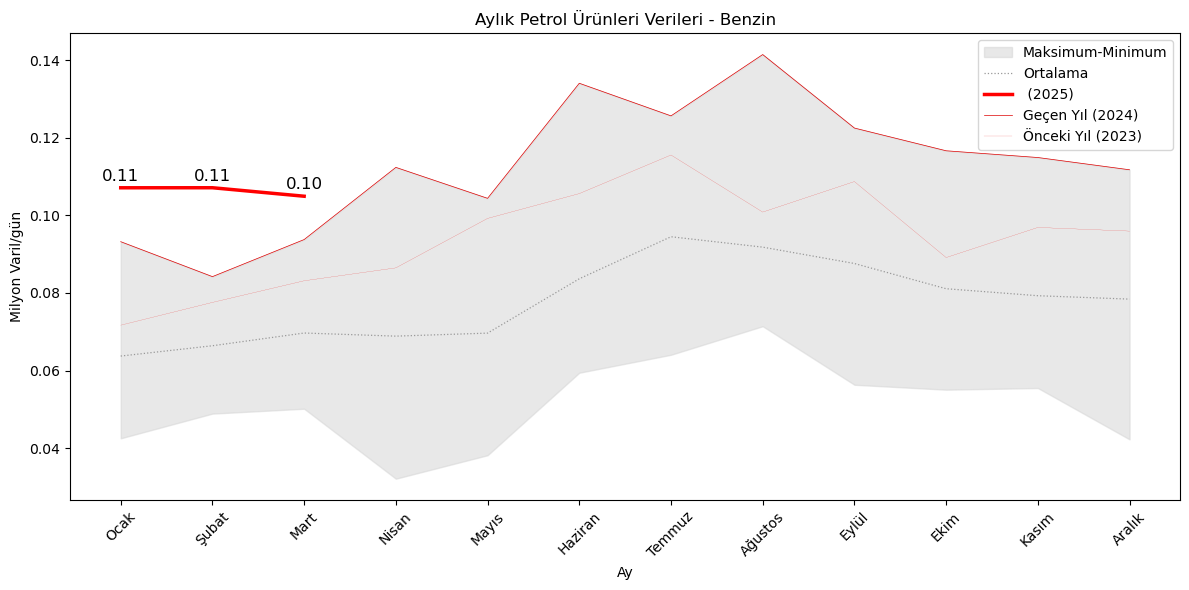 Aylık Petrol Ürünleri Verileri - Benzin
Maksimum-Minimum
Ortalama
(2025)
Geçen Yıl (2024)
Önceki Yıl (2023)
0.11
0.11
0.10
Milyon Varil/gün
0.14
0.12
0.10
0.08
0.06
0.04
Ocak
Şubat
Mart
Nisan
Mayıs
Haziran
Temmuz
Ağustos
Eylül
Ekim
Kasım
Aralık
Ay